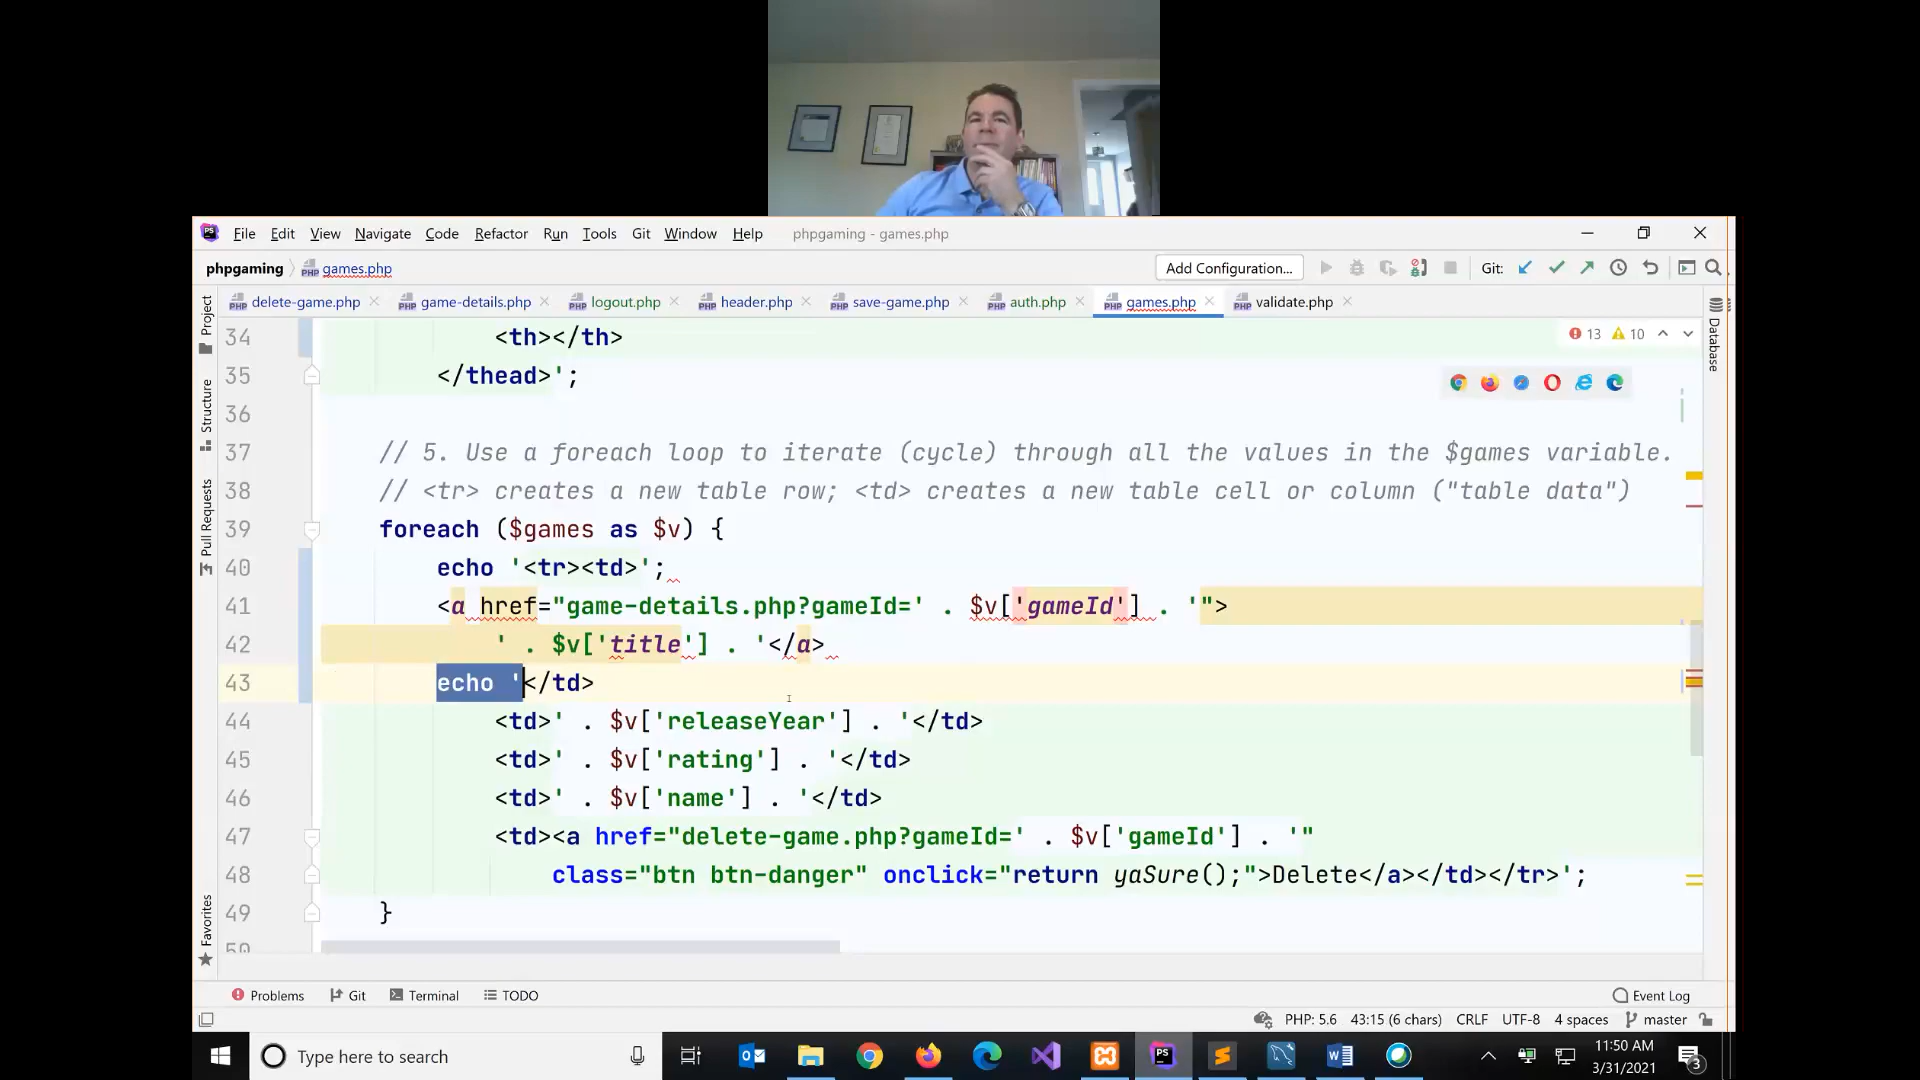 File Edit View Navigate Code Refactor Run Tools Git Window Help phpgaming - games.php
phpgaming games.php Add Configuration... Git:
delete-game.php game-details.php logout.php header.php save-game.php auth.php games.php validate.php
Project
Structure
Pull Requests
Favorites
Database
13 10
34 <th></th>
35 </thead>';
36
37 // 5. Use a foreach loop to iterate (cycle) through all the values in the $games variable.
38 // <tr> creates a new table row; <td> creates a new table cell or column ("table data")
39 foreach ($games as $v) {
40 echo '<tr><td>';
41 <a href="game-details.php?gameId=' . $v['gameId'] . '">
42 ' . $v['title'] . '</a>
43 echo '</td>
44 <td>' . $v['releaseYear'] . '</td>
45 <td>' . $v['rating'] . '</td>
46 <td>' . $v['name'] . '</td>
47 <td><a href="delete-game.php?gameId=' . $v['gameId'] . '"
48 class="btn btn-danger" onclick="return yaSure();">Delete</a></td></tr>';
49 }
50
Problems Git Terminal TODO Event Log
PHP: 5.6 43:15 (6 chars) CRLF UTF-8 4 spaces master
Type here to search
11:50 AM
3/31/2021
3